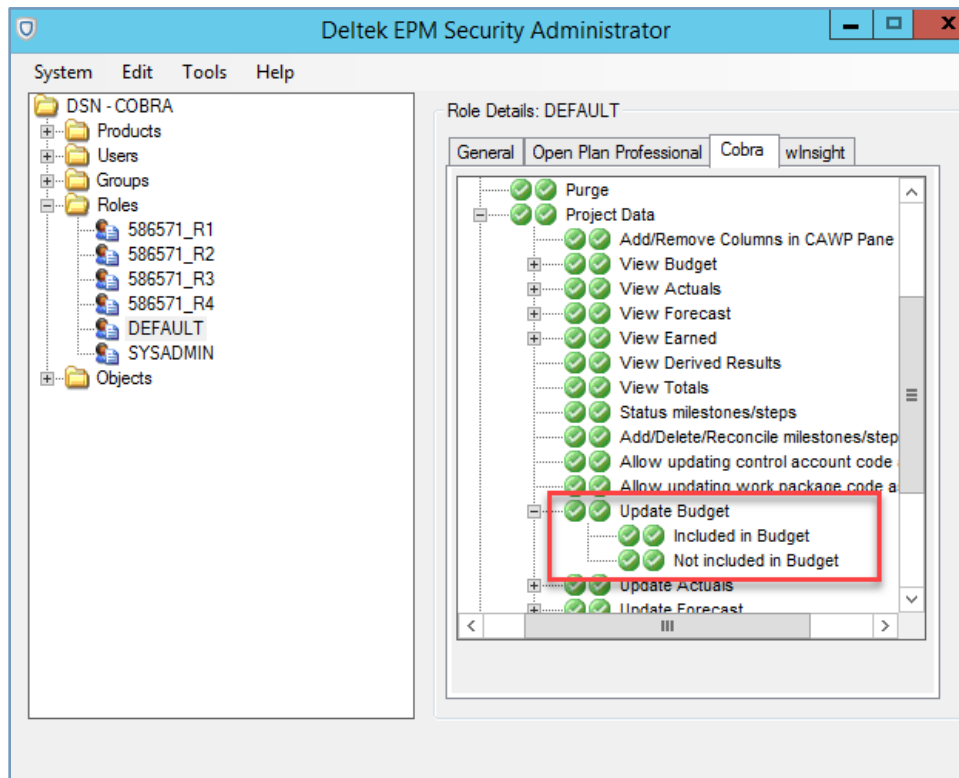 Deltek EPM Security Administrator
System Edit Tools Help
DSN - COBRA
Products
Users
Groups
Roles
586571_R1
586571_R2
586571_R3
586571_R4
DEFAULT
SYSADMIN
Objects
Role Details: DEFAULT
General Open Plan Professional Cobra wInsight
Purge
Project Data
Add/Remove Columns in CAWP Pane
View Budget
View Actuals
View Forecast
View Earned
View Derived Results
View Totals
Status milestones/steps
Add/Delete/Reconcile milestones/step
Allow updating control account code
Allow updating work package code a
Update Budget
Included in Budget
Not included in Budget
Update Actuals
Update Forecast